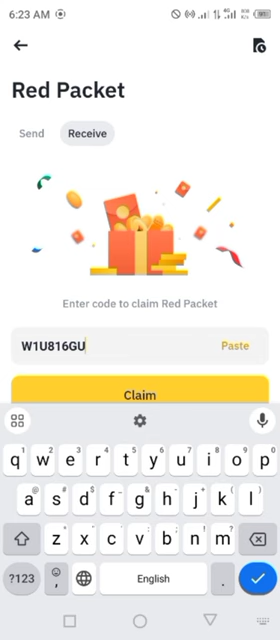 6:23 AM
Red Packet
Send Receive
Enter code to claim Red Packet
W1U816GU Paste
Claim
q w e r t y u i o p
a s d f g h j k l
z x c v b n m
?123 , English .